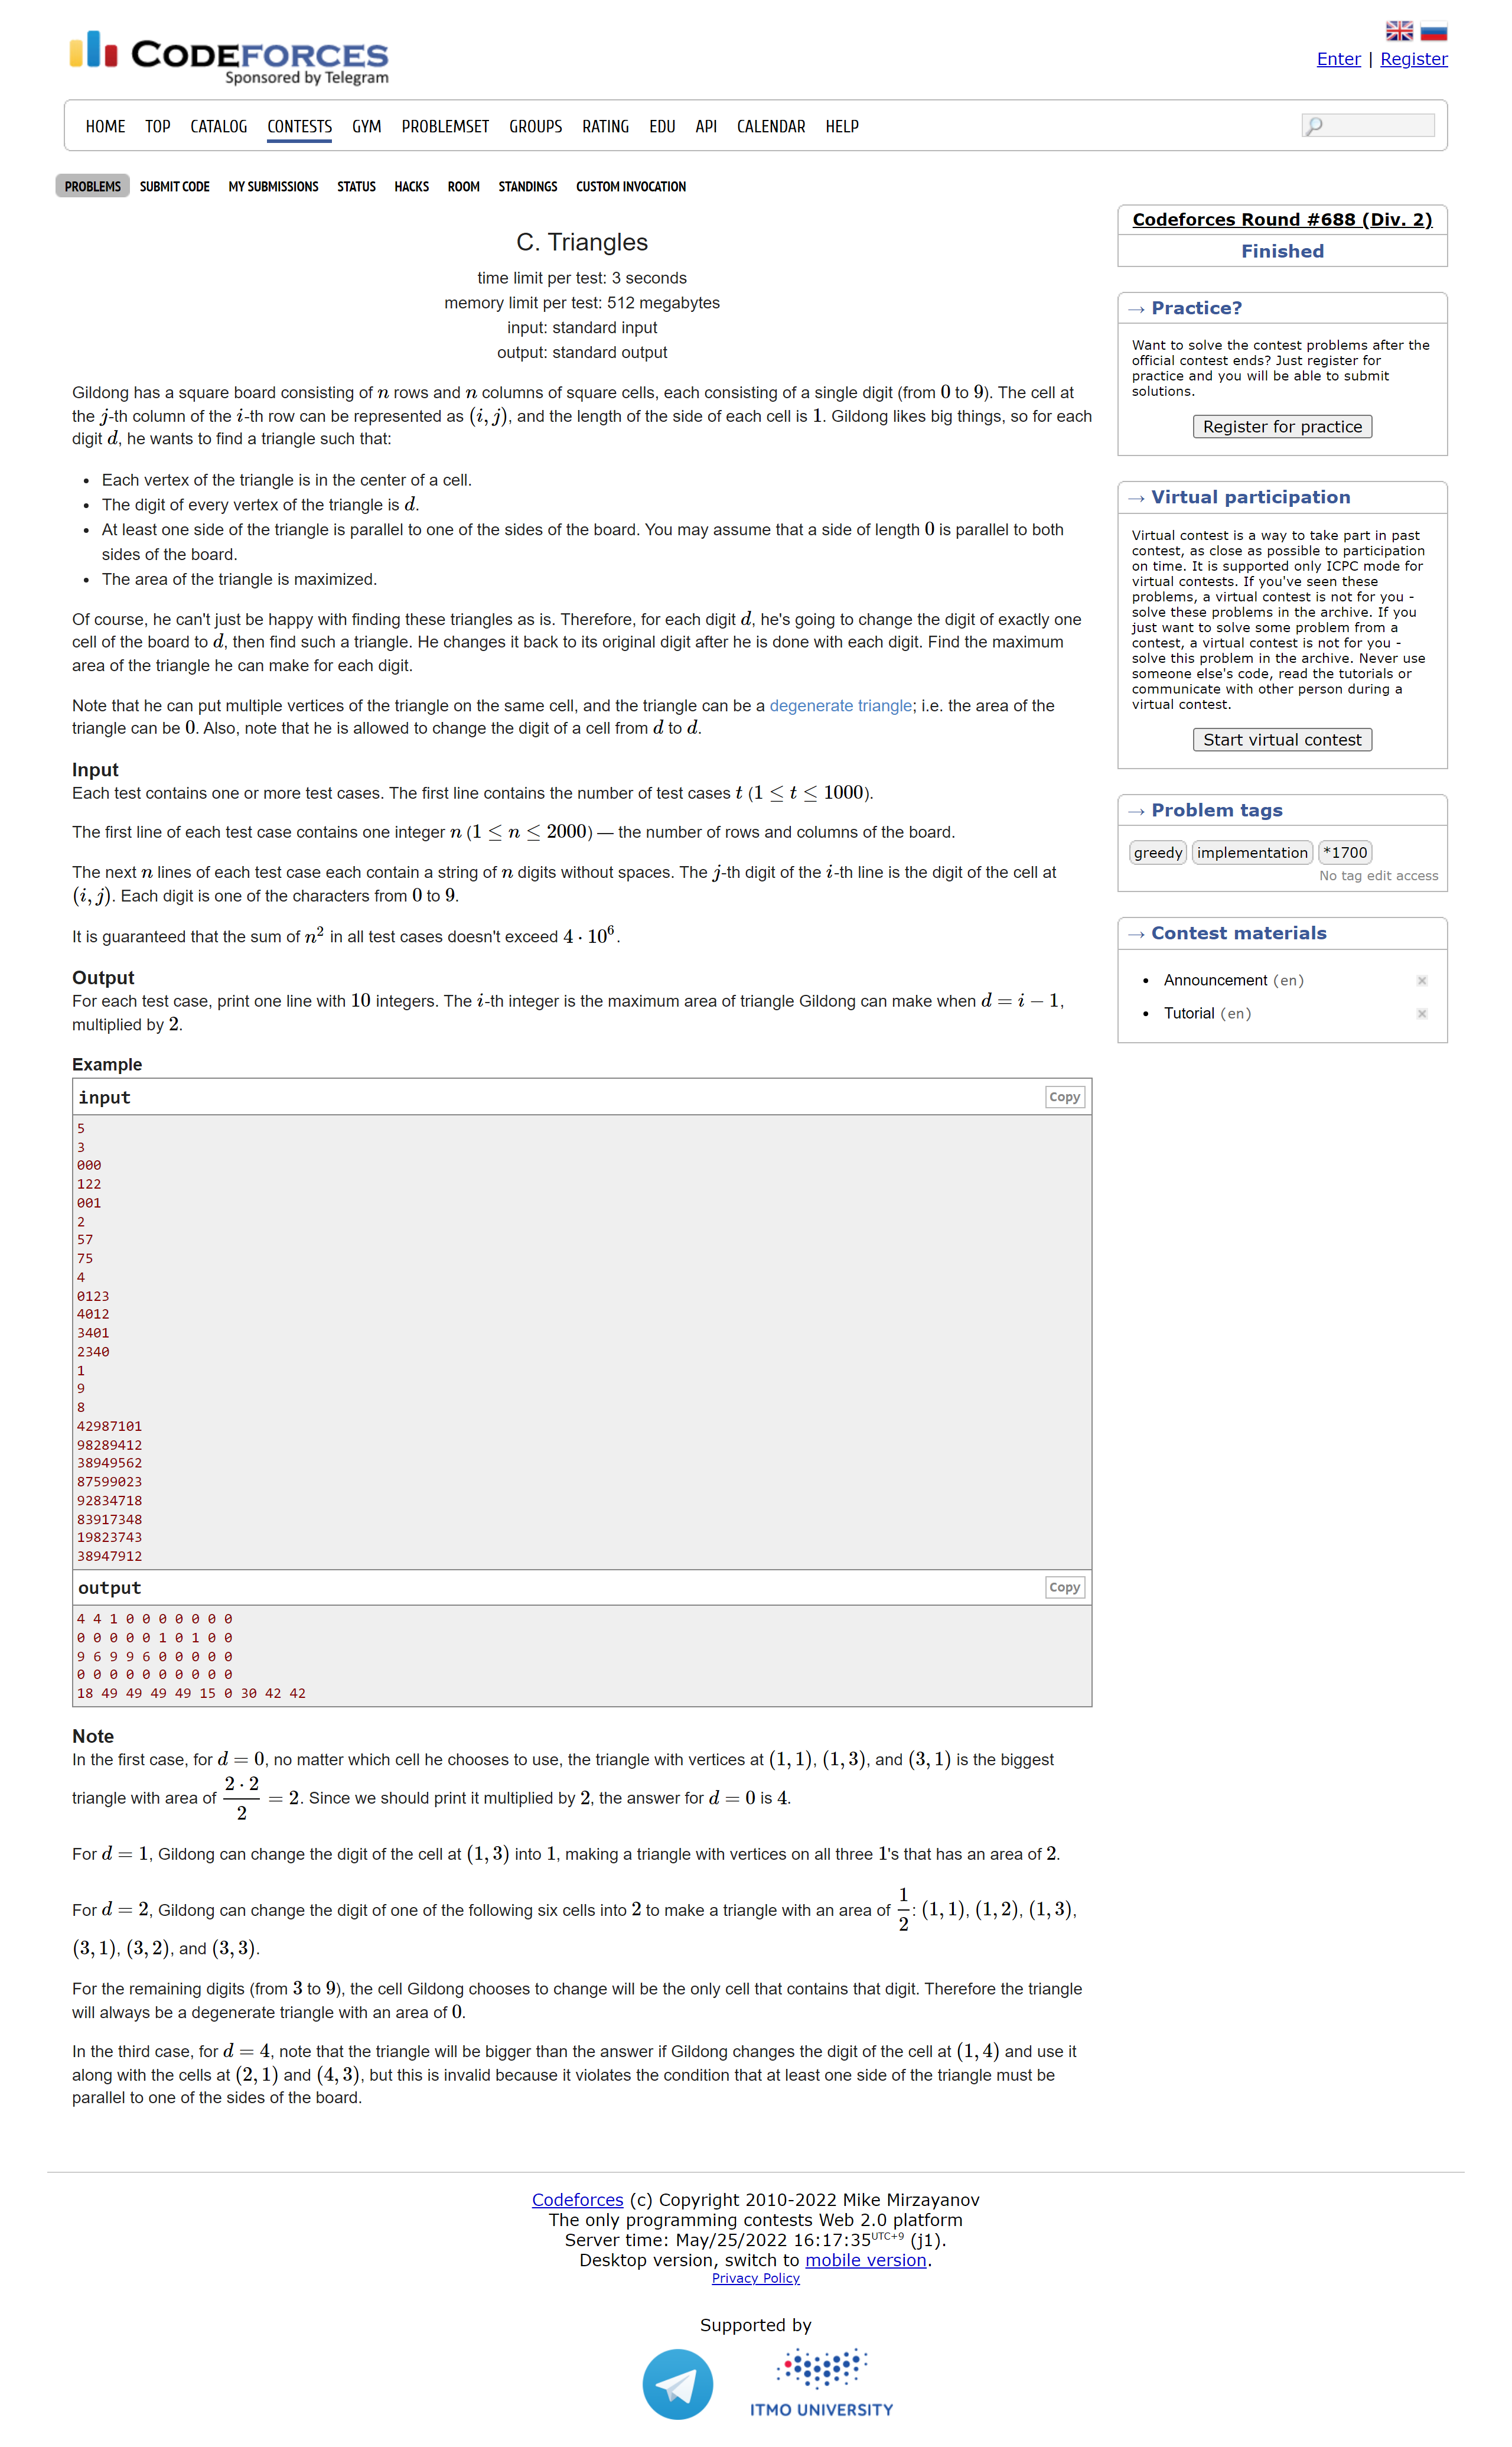 CODEFORCES
Sponsored by Telegram
Enter | Register
HOME TOP CATALOG CONTESTS GYM PROBLEMSET GROUPS RATING EDU API CALENDAR HELP
PROBLEMS SUBMIT CODE MY SUBMISSIONS STATUS HACKS ROOM STANDINGS CUSTOM INVOCATION
C. Triangles
time limit per test: 3 seconds
memory limit per test: 512 megabytes
input: standard input
output: standard output
Gildong has a square board consisting of n rows and n columns of square cells, each consisting of a single digit (from 0 to 9). The cell at
the j-th column of the i-th row can be represented as (i, j), and the length of the side of each cell is 1. Gildong likes big things, so for each
digit d, he wants to find a triangle such that:
• Each vertex of the triangle is in the center of a cell.
• The digit of every vertex of the triangle is d.
• At least one side of the triangle is parallel to one of the sides of the board. You may assume that a side of length 0 is parallel to both
sides of the board.
• The area of the triangle is maximized.
Of course, he can't just be happy with finding these triangles as is. Therefore, for each digit d, he's going to change the digit of exactly one
cell of the board to d, then find such a triangle. He changes it back to its original digit after he is done with each digit. Find the maximum
area of the triangle he can make for each digit.
Note that he can put multiple vertices of the triangle on the same cell, and the triangle can be a degenerate triangle; i.e. the area of the
triangle can be 0. Also, note that he is allowed to change the digit of a cell from d to d.
Input
Each test contains one or more test cases. The first line contains the number of test cases t (1 ≤ t ≤ 1000).
The first line of each test case contains one integer n (1 ≤ n ≤ 2000) — the number of rows and columns of the board.
The next n lines of each test case each contain a string of n digits without spaces. The j-th digit of the i-th line is the digit of the cell at
(i, j). Each digit is one of the characters from 0 to 9.
It is guaranteed that the sum of n² in all test cases doesn't exceed 4 · 10⁶.
Output
For each test case, print one line with 10 integers. The i-th integer is the maximum area of triangle Gildong can make when d = i − 1,
multiplied by 2.
Example
input Copy
5
3
000
122
001
2
57
75
4
0123
4012
3401
2340
1
9
8
42987101
98289412
38949562
87599023
92834718
83917348
19823743
38947912
output Copy
4 4 1 0 0 0 0 0 0 0
0 0 0 0 0 1 0 1 0 0
9 6 9 9 6 0 0 0 0 0
0 0 0 0 0 0 0 0 0 0
18 49 49 49 49 15 0 30 42 42
Note
In the first case, for d = 0, no matter which cell he chooses to use, the triangle with vertices at (1, 1), (1, 3), and (3, 1) is the biggest
triangle with area of 2 · 2 / 2 = 2. Since we should print it multiplied by 2, the answer for d = 0 is 4.
For d = 1, Gildong can change the digit of the cell at (1, 3) into 1, making a triangle with vertices on all three 1's that has an area of 2.
For d = 2, Gildong can change the digit of one of the following six cells into 2 to make a triangle with an area of 1/2: (1, 1), (1, 2), (1, 3),
(3, 1), (3, 2), and (3, 3).
For the remaining digits (from 3 to 9), the cell Gildong chooses to change will be the only cell that contains that digit. Therefore the triangle
will always be a degenerate triangle with an area of 0.
In the third case, for d = 4, note that the triangle will be bigger than the answer if Gildong changes the digit of the cell at (1, 4) and use it
along with the cells at (2, 1) and (4, 3), but this is invalid because it violates the condition that at least one side of the triangle must be
parallel to one of the sides of the board.
Codeforces Round #688 (Div. 2)
Finished
→ Practice?
Want to solve the contest problems after the
official contest ends? Just register for
practice and you will be able to submit
solutions.
Register for practice
→ Virtual participation
Virtual contest is a way to take part in past
contest, as close as possible to participation
on time. It is supported only ICPC mode for
virtual contests. If you've seen these
problems, a virtual contest is not for you -
solve these problems in the archive. If you
just want to solve some problem from a
contest, a virtual contest is not for you -
solve this problem in the archive. Never use
someone else's code, read the tutorials or
communicate with other person during a
virtual contest.
Start virtual contest
→ Problem tags
greedy implementation *1700
No tag edit access
→ Contest materials
• Announcement (en) ×
• Tutorial (en) ×
Codeforces (c) Copyright 2010-2022 Mike Mirzayanov
The only programming contests Web 2.0 platform
Server time: May/25/2022 16:17:35 UTC+9 (j1).
Desktop version, switch to mobile version.
Privacy Policy
Supported by
ITMO UNIVERSITY